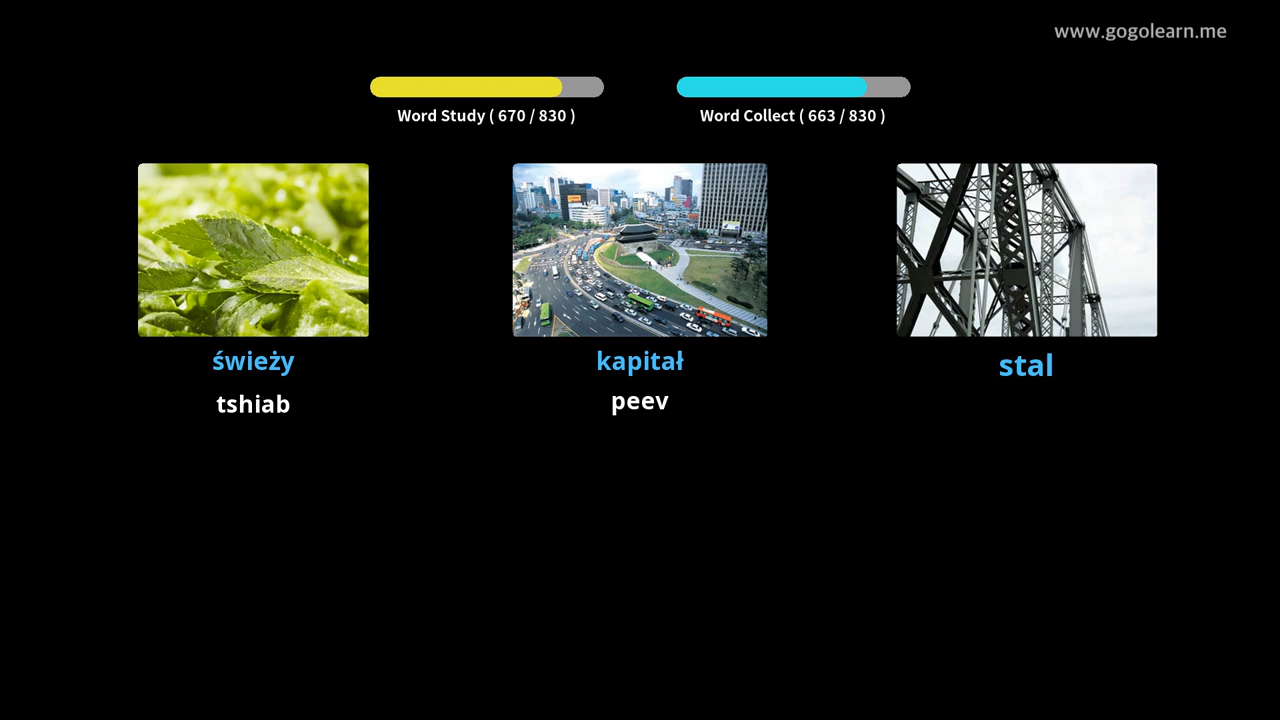 www.gogolearn.me
Word Study ( 670 / 830 )
Word Collect ( 663 / 830 )
świeży
kapitał
stal
tshiab
peev